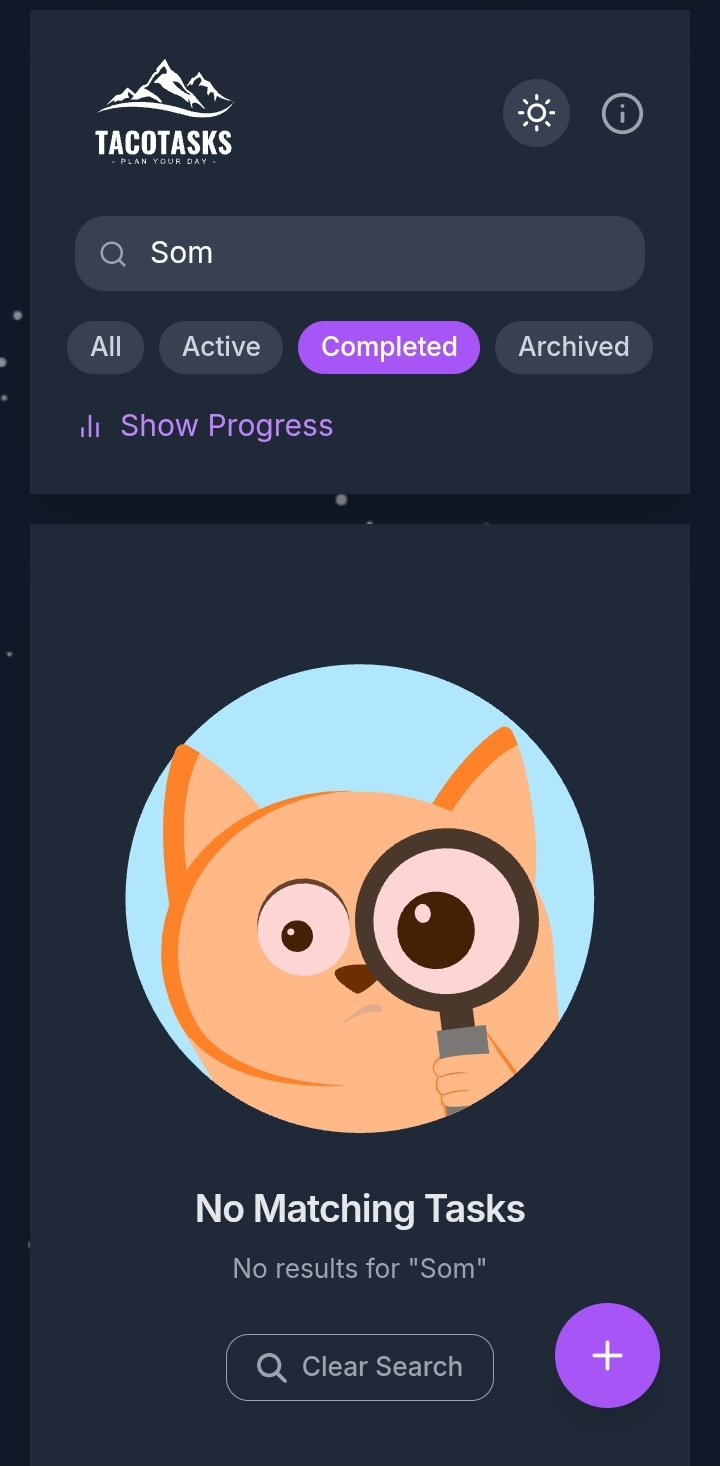 TACOTASKS
- PLAN YOUR DAY -
Som
All Active Completed Archived
Show Progress
No Matching Tasks
No results for "Som"
Clear Search